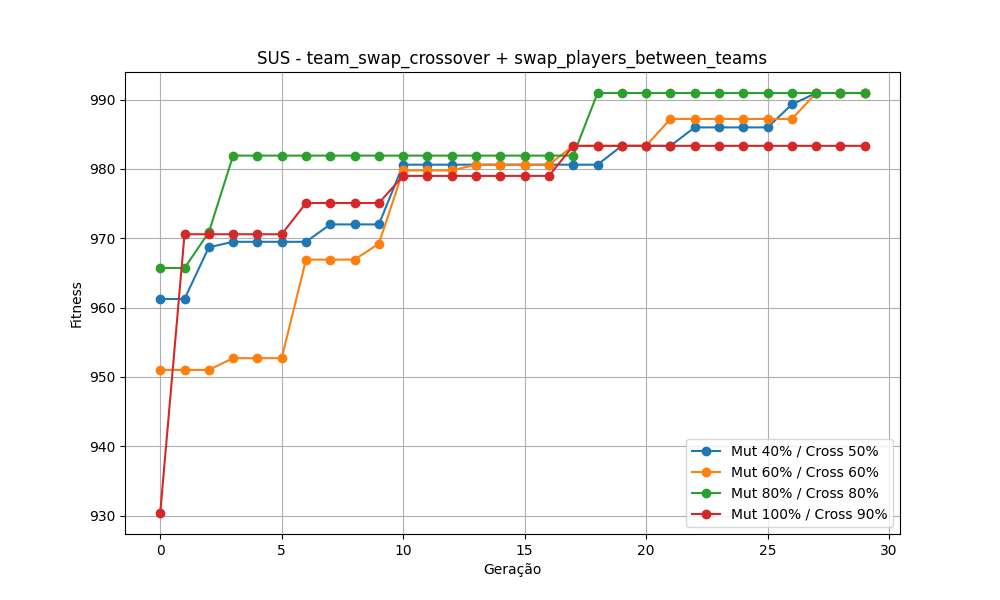 SUS - team_swap_crossover + swap_players_between_teams
Fitness
990
980
970
960
950
940
930
0 5 10 15 20 25 30
Geração
Mut 40% / Cross 50%
Mut 60% / Cross 60%
Mut 80% / Cross 80%
Mut 100% / Cross 90%